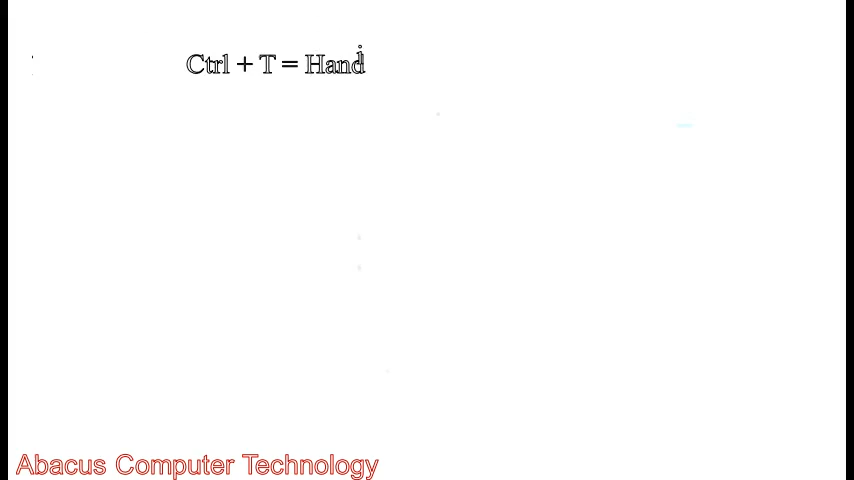 Ctrl + T = Hand
Abacus Computer Technology